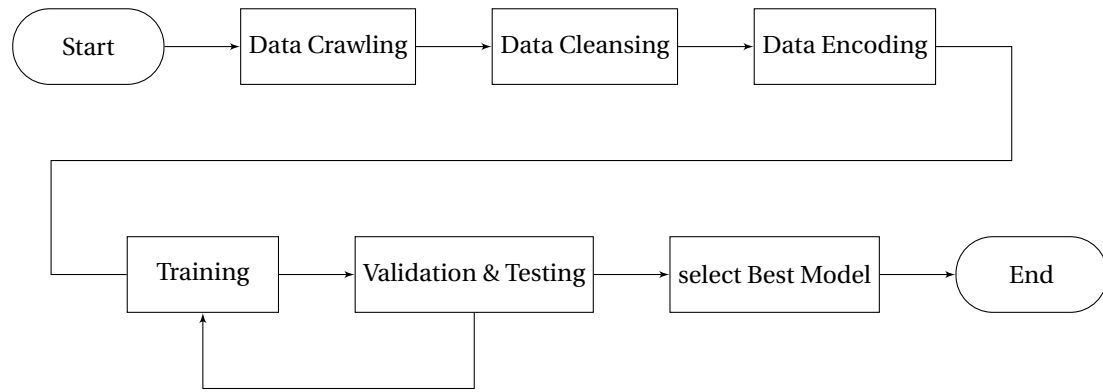 Start
Data Crawling
Data Cleansing
Data Encoding
Training
Validation & Testing
select Best Model
End